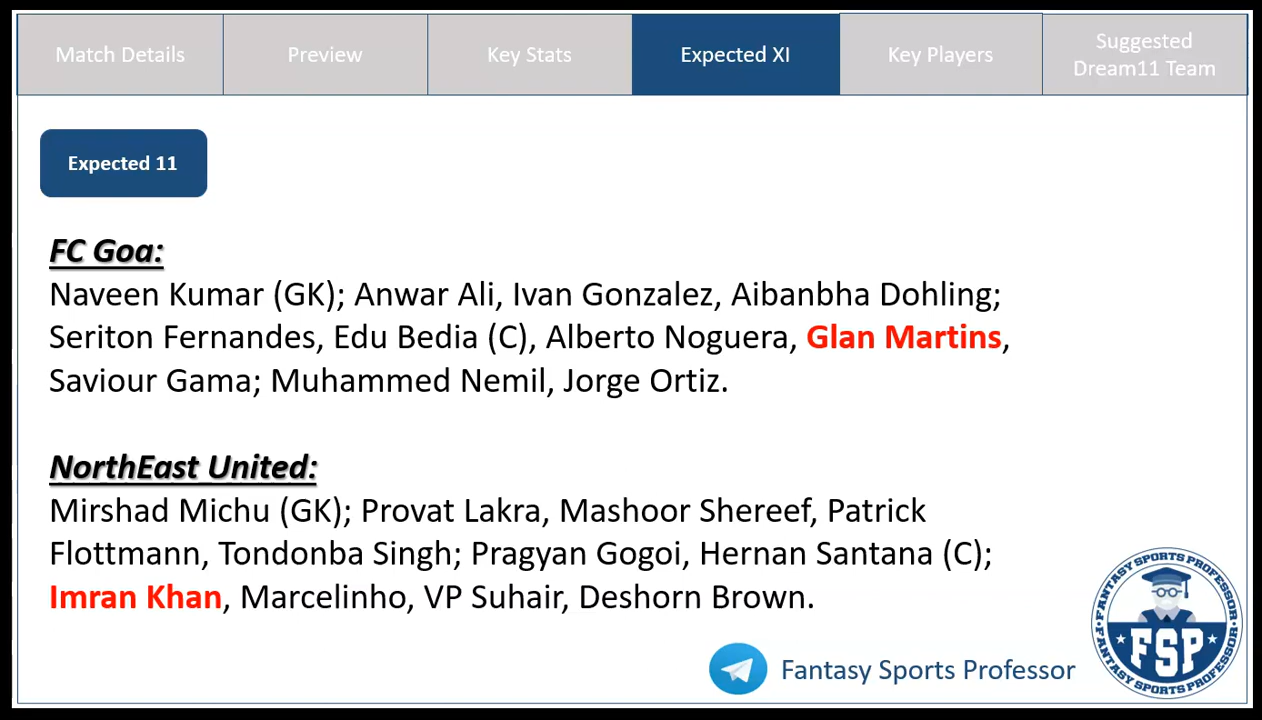 Match Details
Preview
Key Stats
Expected XI
Key Players
Suggested
Dream11 Team
Expected 11
FC Goa:
Naveen Kumar (GK); Anwar Ali, Ivan Gonzalez, Aibanbha Dohling;
Seriton Fernandes, Edu Bedia (C), Alberto Noguera, Glan Martins,
Saviour Gama; Muhammed Nemil, Jorge Ortiz.
NorthEast United:
Mirshad Michu (GK); Provat Lakra, Mashoor Shereef, Patrick
Flottmann, Tondonba Singh; Pragyan Gogoi, Hernan Santana (C);
Imran Khan, Marcelinho, VP Suhair, Deshorn Brown.
Fantasy Sports Professor
FANTASY SPORTS PROFESSOR
FSP
FANTASY SPORTS PROFESSOR